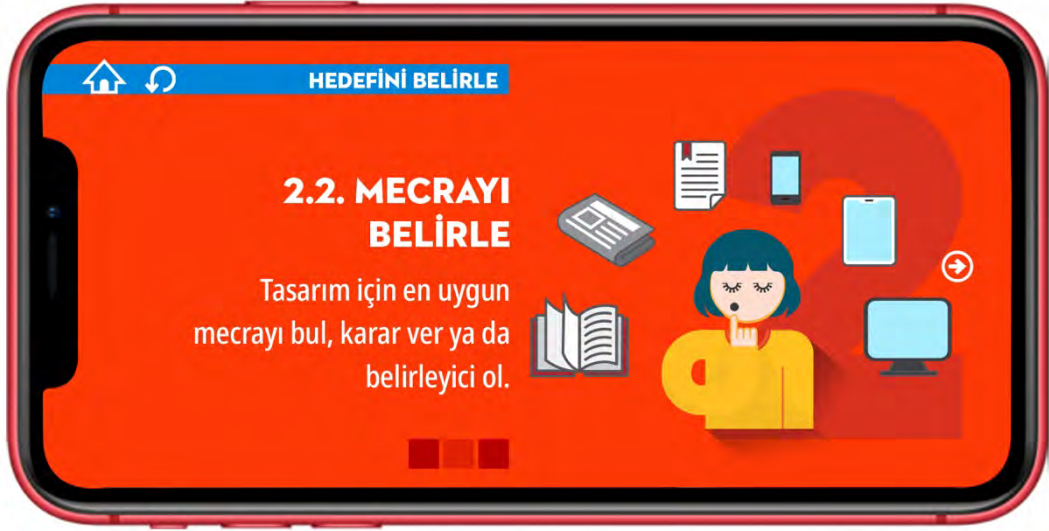 HEDEFİNİ BELİRLE
2.2. MECRAYI
BELİRLE
Tasarım için en uygun
mecrayı bul, karar ver ya da
belirleyici ol.
2